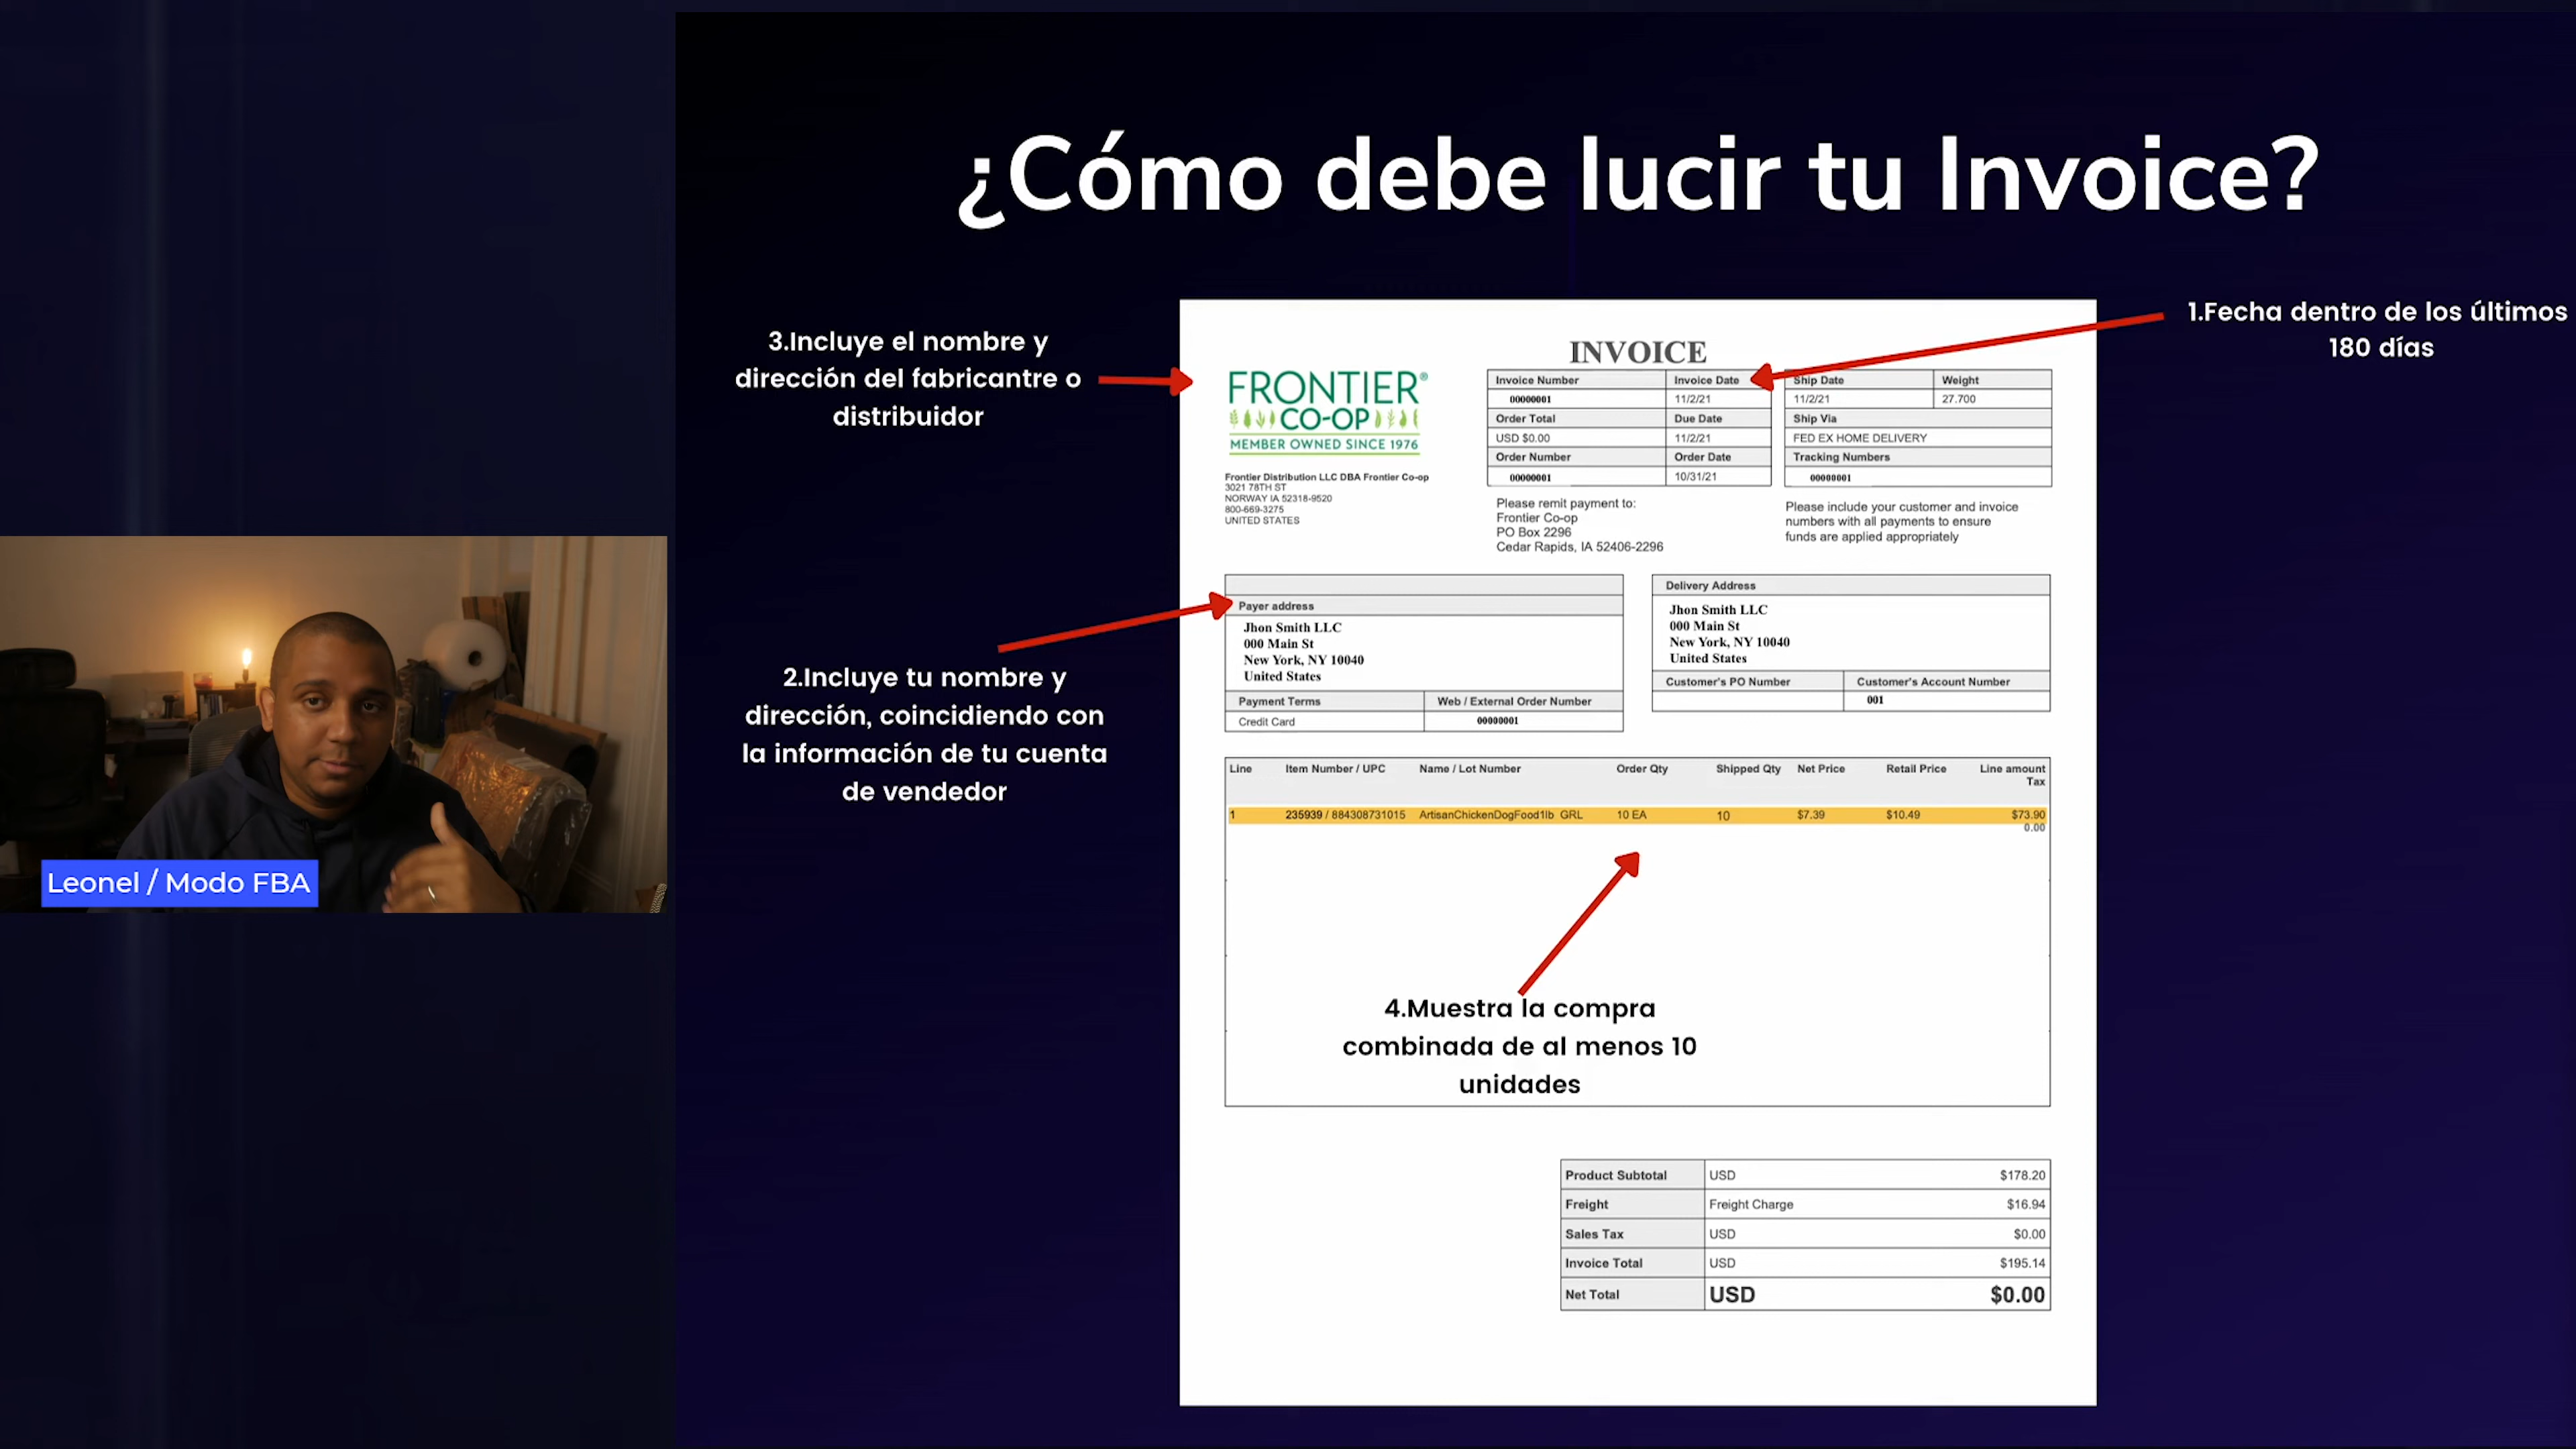 ¿Cómo debe lucir tu Invoice?
3.Incluye el nombre y
dirección del fabricantre o
distribuidor
1.Fecha dentro de los últimos
180 días
2.Incluye tu nombre y
dirección, coincidiendo con
la información de tu cuenta
de vendedor
Leonel / Modo FBA
INVOICE
FRONTIER®
CO-OP
MEMBER OWNED SINCE 1976
Frontier Distribution LLC DBA Frontier Co-op
3021 78TH ST
NORWAY IA 52318-9520
800-669-3275
UNITED STATES
Invoice Number Invoice Date
00000001 11/2/21
Order Total Due Date
USD $0.00 11/2/21
Order Number Order Date
00000001 10/31/21
Ship Date Weight
11/2/21 27.700
Ship Via
FED EX HOME DELIVERY
Tracking Numbers
00000001
Please remit payment to:
Frontier Co-op
PO Box 2296
Cedar Rapids, IA 52406-2296
Please include your customer and invoice
numbers with all payments to ensure
funds are applied appropriately
Payer address
Jhon Smith LLC
000 Main St
New York, NY 10040
United States
Payment Terms Web / External Order Number
Credit Card 00000001
Delivery Address
Jhon Smith LLC
000 Main St
New York, NY 10040
United States
Customer's PO Number Customer's Account Number
001
Line Item Number / UPC Name / Lot Number Order Qty Shipped Qty Net Price Retail Price Line amount
Tax
1 235939 / 884308731015 ArtisanChickenDogFood1lb GRL 10 EA 10 $7.39 $10.49 $73.90
0.00
4.Muestra la compra
combinada de al menos 10
unidades
Product Subtotal USD $178.20
Freight Freight Charge $16.94
Sales Tax USD $0.00
Invoice Total USD $195.14
Net Total USD $0.00